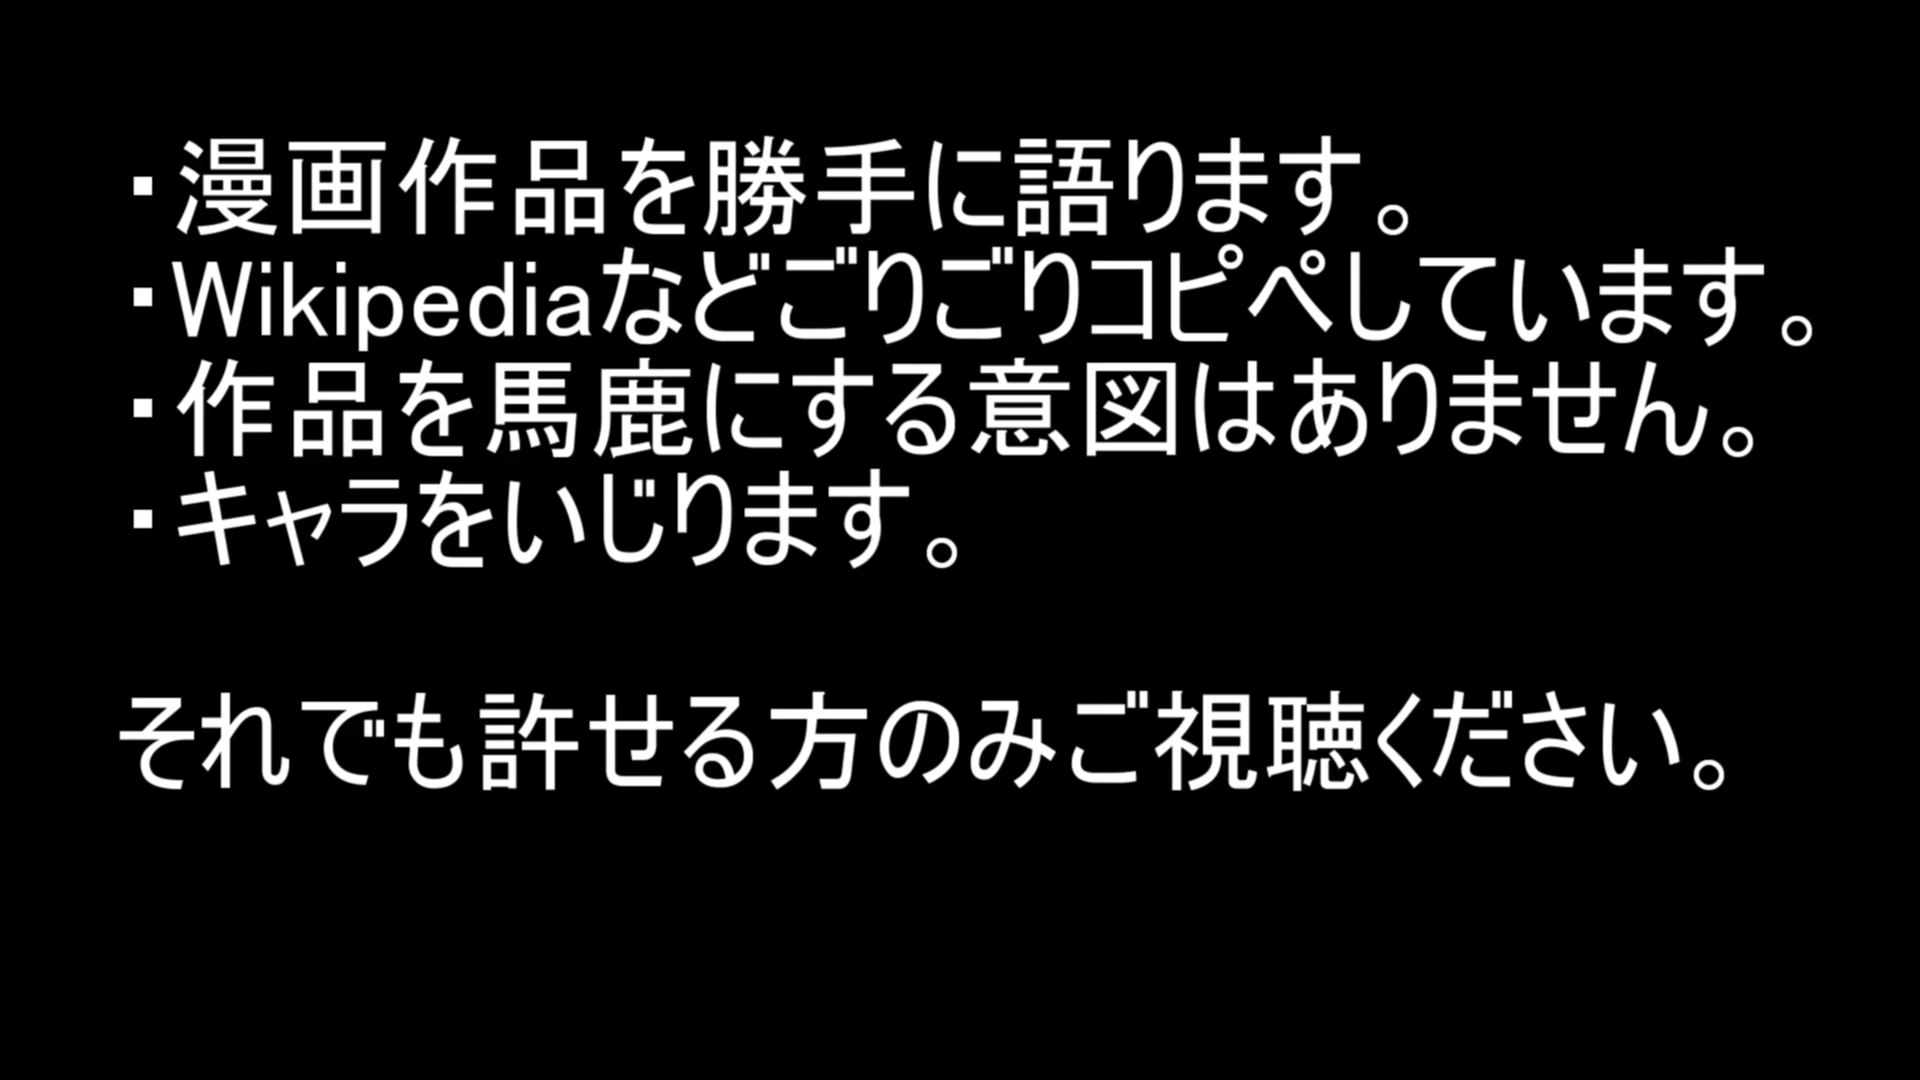 ・漫画作品を勝手に語ります。
・Wikipediaなどごりごりコピペしています。
・作品を馬鹿にする意図はありません。
・キャラをいじります。
それでも許せる方のみご視聴ください。